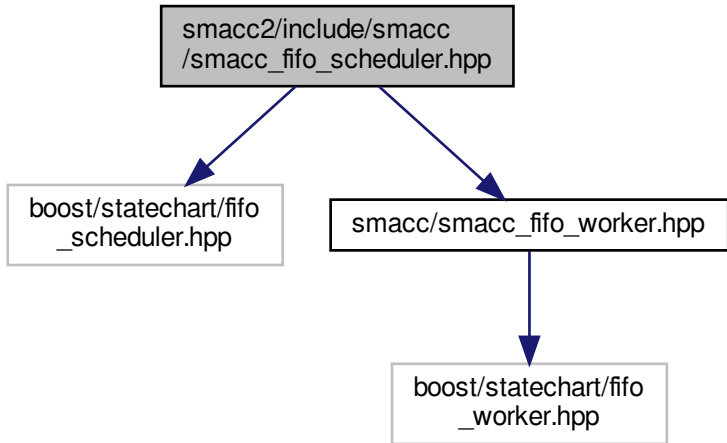 smacc2/include/smacc
/smacc_fifo_scheduler.hpp
boost/statechart/fifo
_scheduler.hpp
smacc/smacc_fifo_worker.hpp
boost/statechart/fifo
_worker.hpp